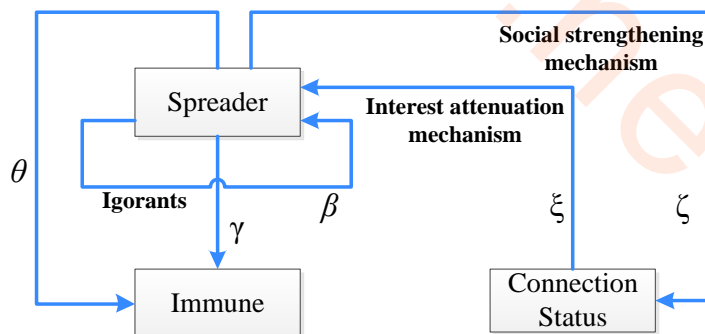 Social strengthening
mechanism
Spreader
Interest attenuation
mechanism
θ
Igorants
β
ξ
ζ
γ
Immune
Connection
Status